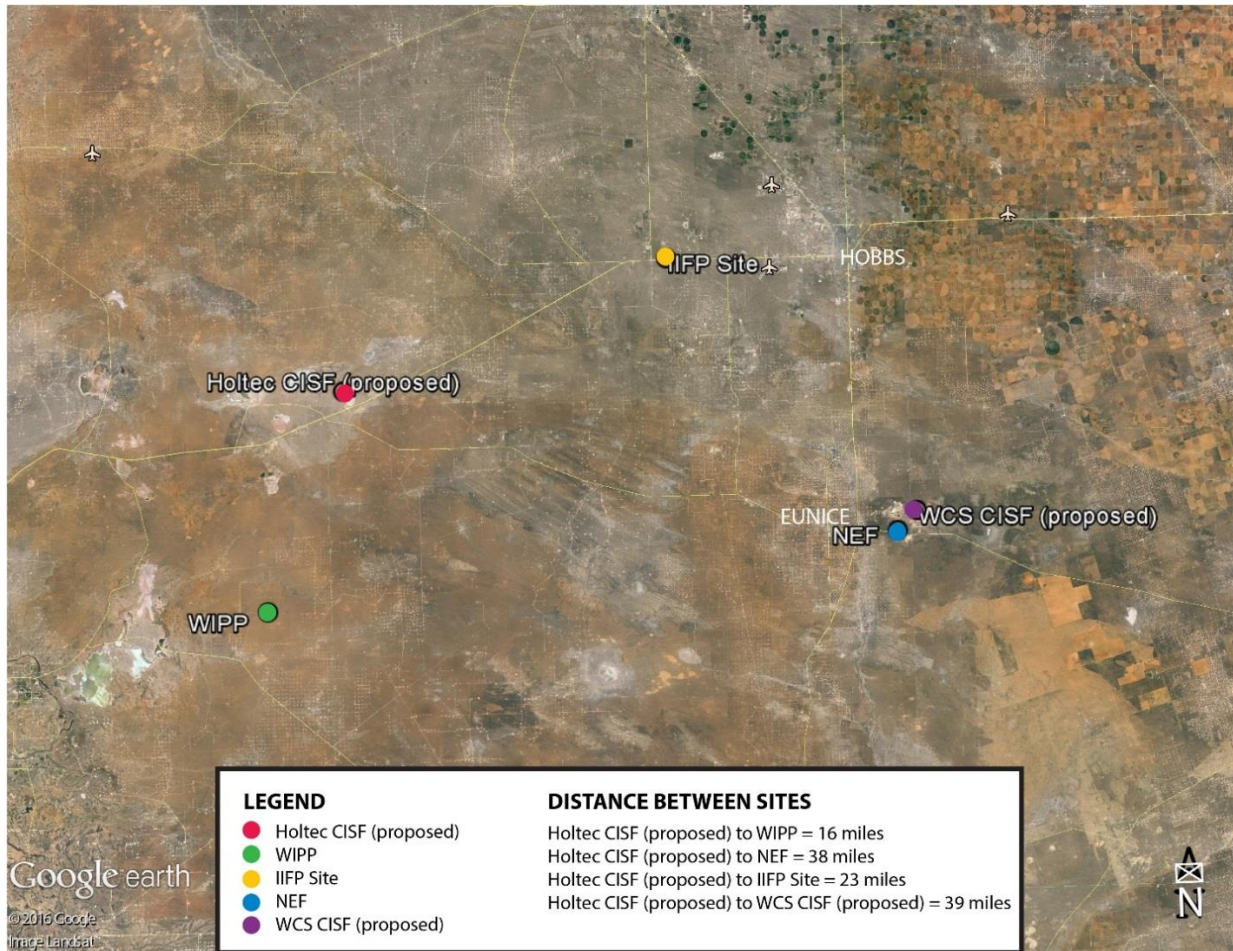 HOBBS
IIFP Site
Holtec CISF (proposed)
EUNICE
WCS CISF (proposed)
NEF
WIPP
LEGEND
Holtec CISF (proposed)
WIPP
IIFP Site
NEF
WCS CISF (proposed)
DISTANCE BETWEEN SITES
Holtec CISF (proposed) to WIPP = 16 miles
Holtec CISF (proposed) to NEF = 38 miles
Holtec CISF (proposed) to IIFP Site = 23 miles
Holtec CISF (proposed) to WCS CISF (proposed) = 39 miles
Google earth
© 2016 Google
Image Landsat
N